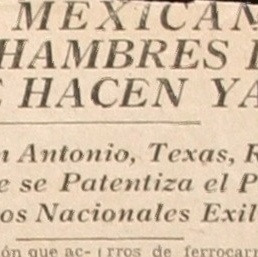 MEXICAN
HAMBRES
HACEN YA
n Antonio, Texas, R
e se Patentiza el P
os Nacionales Exil
ón que ac- rros de ferrocarr